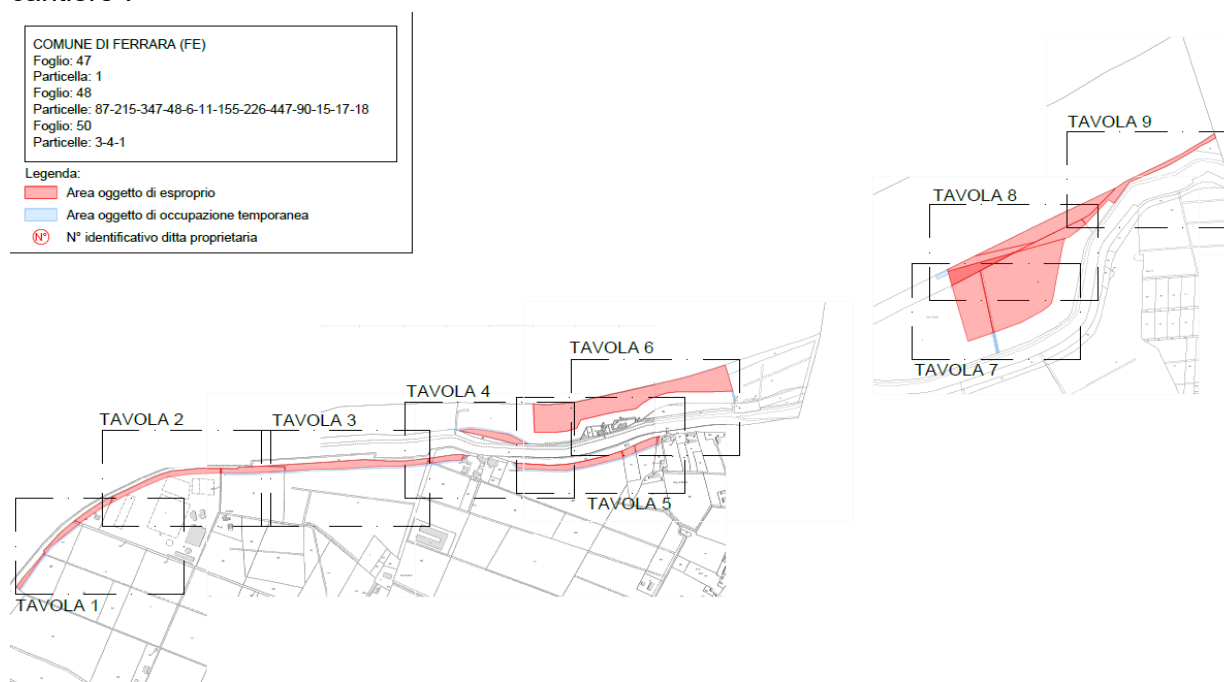 COMUNE DI FERRARA (FE)
Foglio: 47
Particella: 1
Foglio: 48
Particelle: 87-215-347-48-6-11-155-226-447-90-15-17-18
Foglio: 50
Particelle: 3-4-1
Legenda:
Area oggetto di esproprio
Area oggetto di occupazione temporanea
N° N° identificativo ditta proprietaria
TAVOLA 9
TAVOLA 8
TAVOLA 7
TAVOLA 6
TAVOLA 4
TAVOLA 2
TAVOLA 3
TAVOLA 5
TAVOLA 1